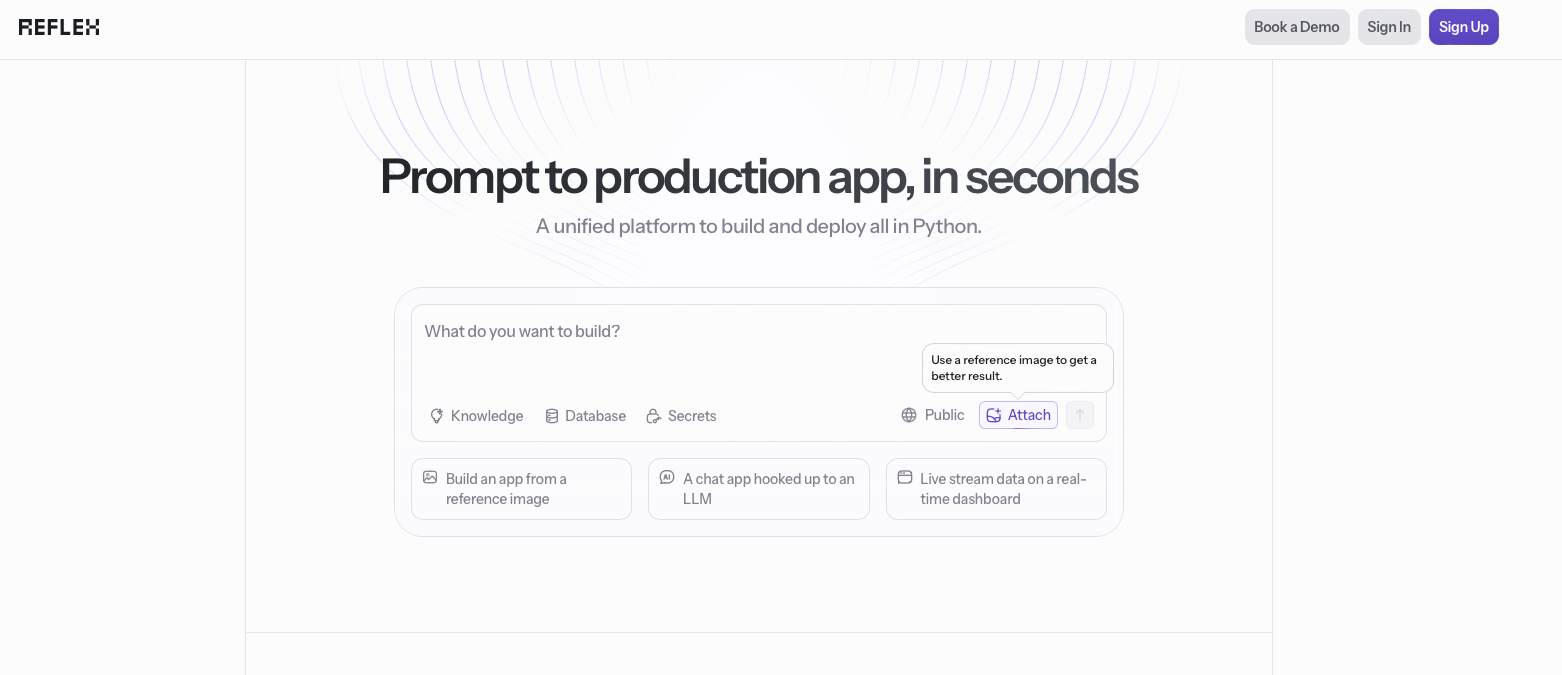 REFLEX
Book a Demo
Sign In
Sign Up
Prompt to production app, in seconds
A unified platform to build and deploy all in Python.
What do you want to build?
Use a reference image to get a
better result.
Knowledge
Database
Secrets
Public
Attach
Build an app from a
reference image
AI
A chat app hooked up to an
LLM
Live stream data on a real-
time dashboard